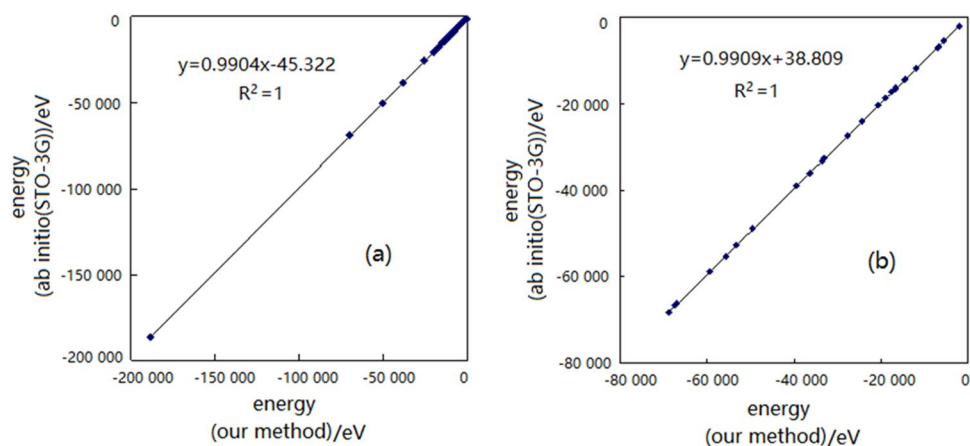 0
y=0.9904x-45.322
R²=1
-50 000
-100 000
-150 000
-200 000
(a)
energy
(ab initio(STO-3G))/eV
-200 000 -150 000 -100 000 -50 000 0
energy
(our method)/eV
0
y=0.9909x+38.809
R²=1
-20 000
-40 000
-60 000
-80 000
(b)
energy
(ab initio(STO-3G))/eV
-80 000 -60 000 -40 000 -20 000 0
energy
(our method)/eV